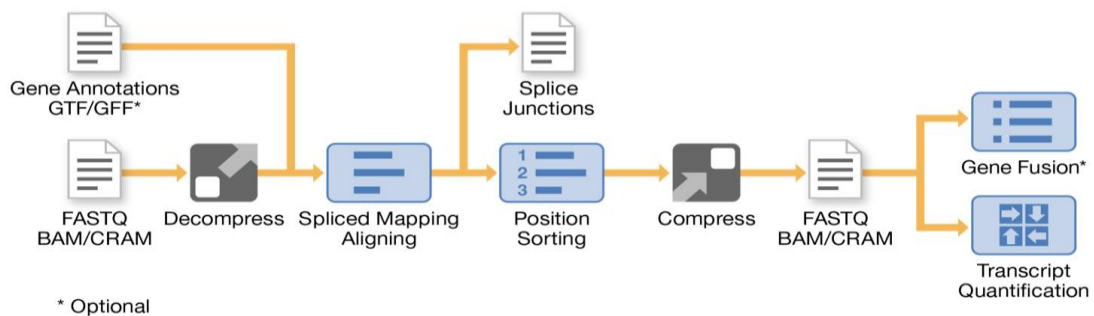 Gene Annotations
GTF/GFF*
Splice
Junctions
FASTQ
BAM/CRAM
Decompress
Spliced Mapping
Aligning
1
2
3
Position
Sorting
Compress
FASTQ
BAM/CRAM
Gene Fusion*
Transcript
Quantification
* Optional